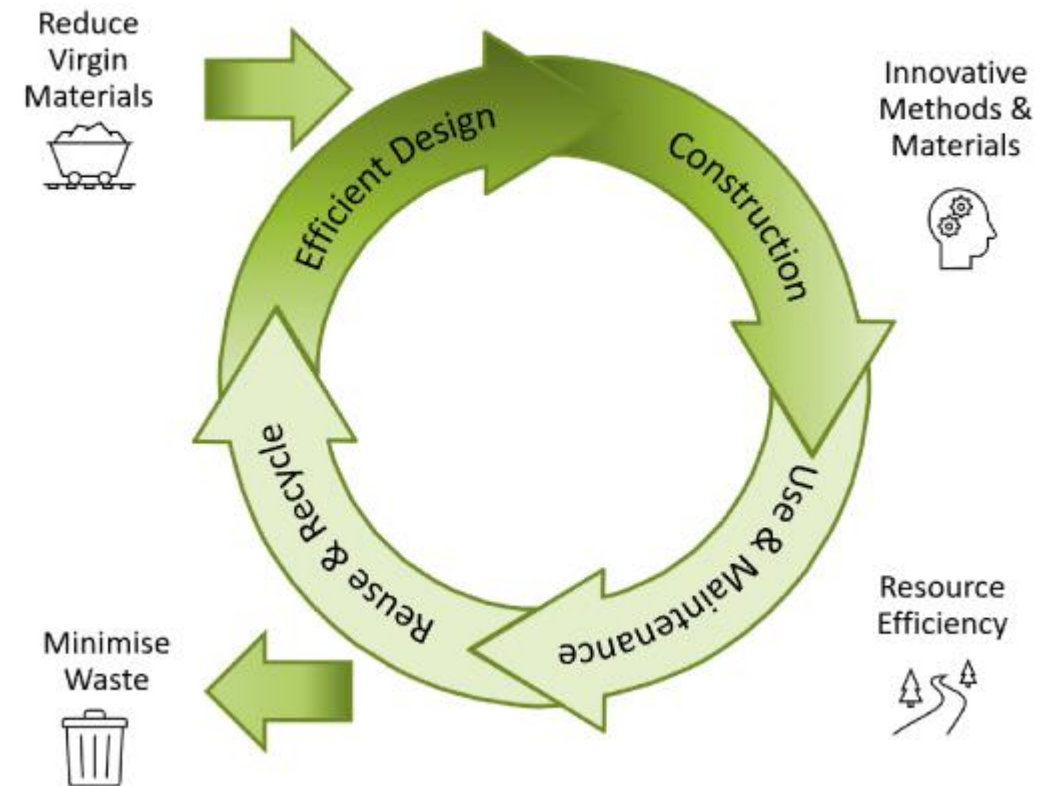 Reduce
Virgin
Materials
Efficient Design
Construction
Innovative
Methods &
Materials
Use & Maintenance
Resource
Efficiency
Reuse & Recycle
Minimise
Waste